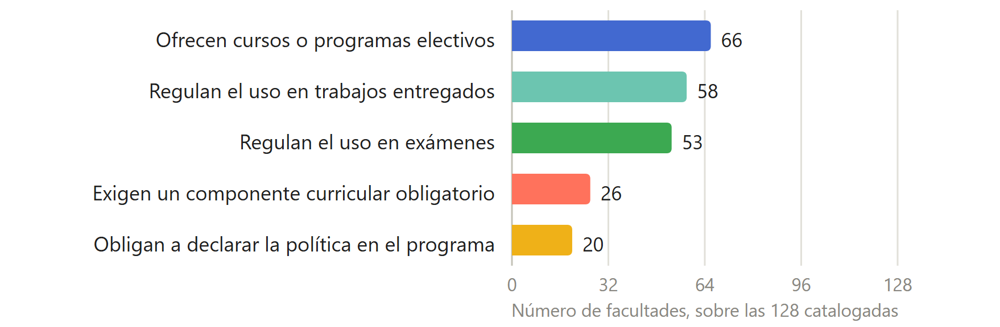 Ofrecen cursos o programas electivos 66
Regulan el uso en trabajos entregados 58
Regulan el uso en exámenes 53
Exigen un componente curricular obligatorio 26
Obligan a declarar la política en el programa 20
0 32 64 96 128
Número de facultades, sobre las 128 catalogadas